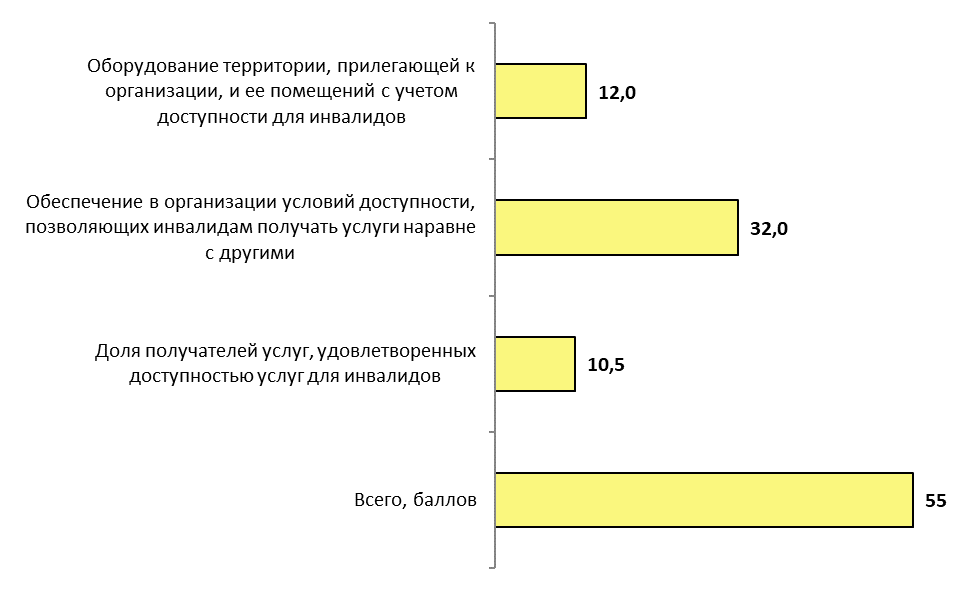 Оборудование территории, прилегающей к
организации, и ее помещений с учетом
доступности для инвалидов
12,0
Обеспечение в организации условий доступности,
позволяющих инвалидам получать услуги наравне
с другими
32,0
Доля получателей услуг, удовлетворенных
доступностью услуг для инвалидов
10,5
Всего, баллов
55